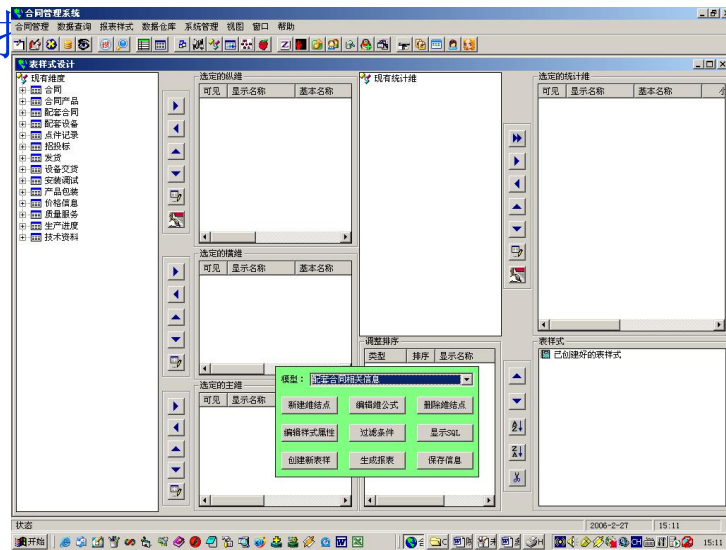 合同管理系统
合同管理 数据查询 报表样式 数据仓库 系统管理 视图 窗口 帮助
表样式设计
现有维度
合同
合同产品
配套合同
配套设备
点件记录
招投标
发货
设备交货
安装调试
产品包装
价格信息
质量服务
生产进度
技术资料
选定的纵维
可见 显示名称 基本名称
选定的横维
可见 显示名称 基本名称
选定的主维
可见 显示名称
现有统计维
调整排序
类型 排序 显示名称
选定的统计维
可见 显示名称 基本名称 小
表样式
已创建好的表样式
模型： 配套合同相关信息
新建维结点 编辑维公式 删除维结点
编辑样式属性 过滤条件 显示SQL
创建新表样 生成报表 保存信息
状态 2006-2-27 15:11
开始 15:11